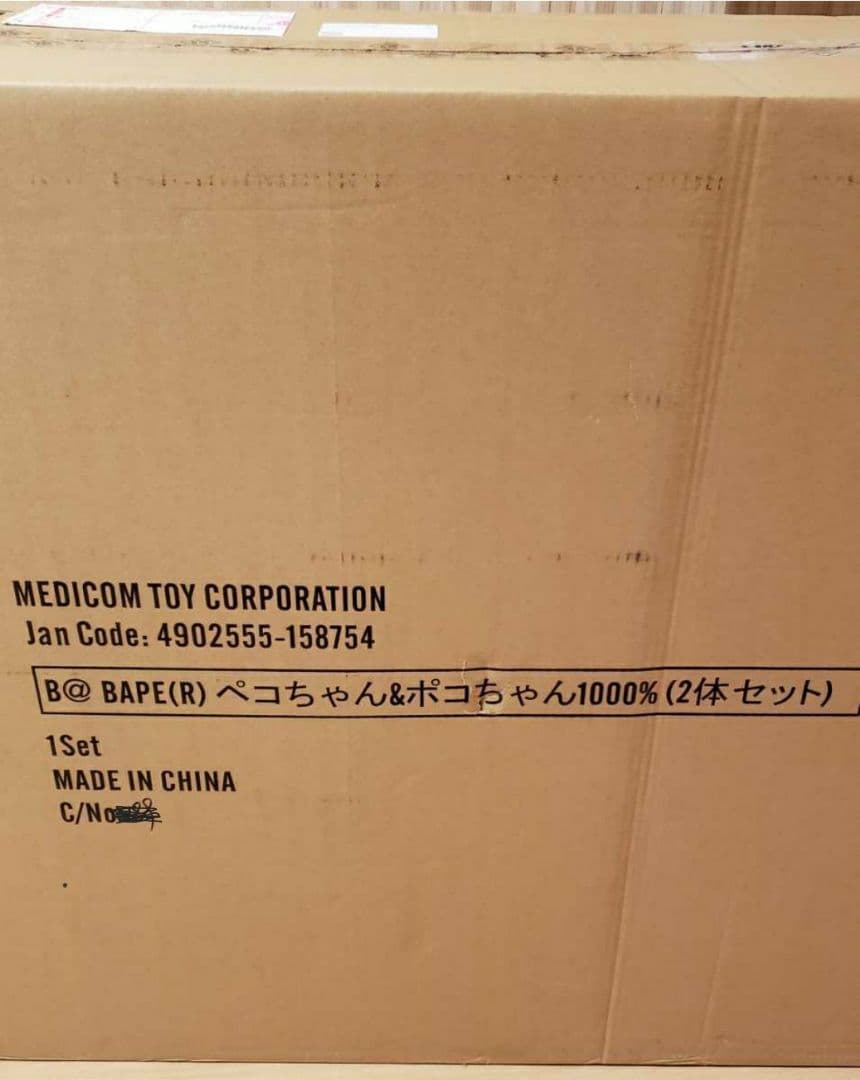 MEDICOM TOY CORPORATION
Jan Code: 4902555-158754
B@ BAPE(R) ペコちゃん&ポコちゃん1000% (2体セット)
1Set
MADE IN CHINA
C/No